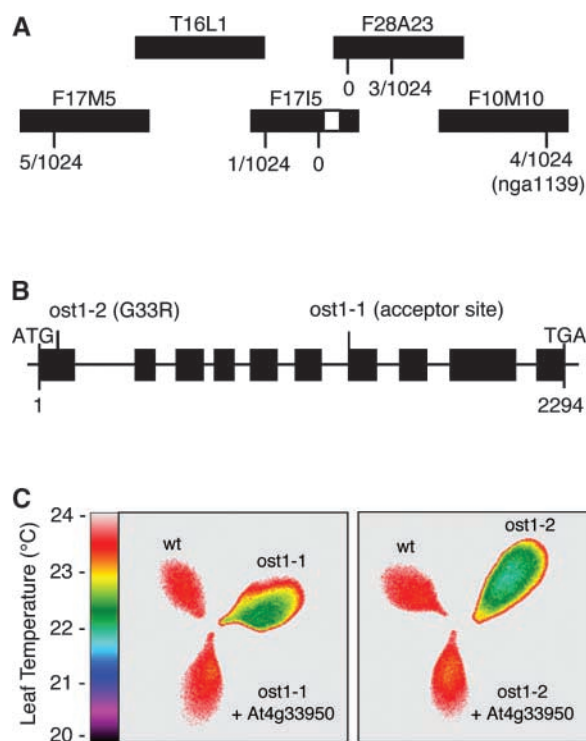 A
T16L1
F28A23
0 3/1024
F17M5
F17I5
F10M10
5/1024
1/1024 0
4/1024
(nga1139)
B
ost1-2 (G33R)
ost1-1 (acceptor site)
ATG
TGA
1
2294
C
Leaf Temperature (°C)
24
23
22
21
20
wt
ost1-1
ost1-1
+ At4g33950
wt
ost1-2
ost1-2
+ At4g33950